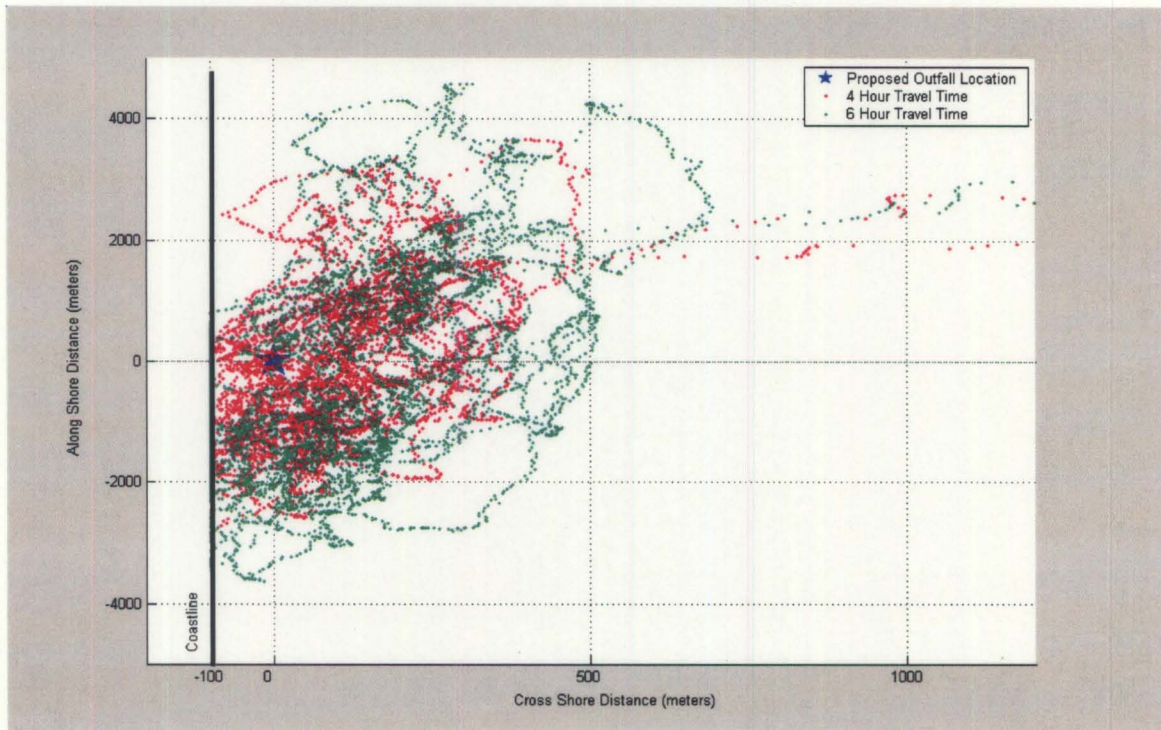 Proposed Outfall Location
4 Hour Travel Time
6 Hour Travel Time
4000
2000
0
-2000
-4000
Along Shore Distance (meters)
Coastline
-100 0 500 1000
Cross Shore Distance (meters)